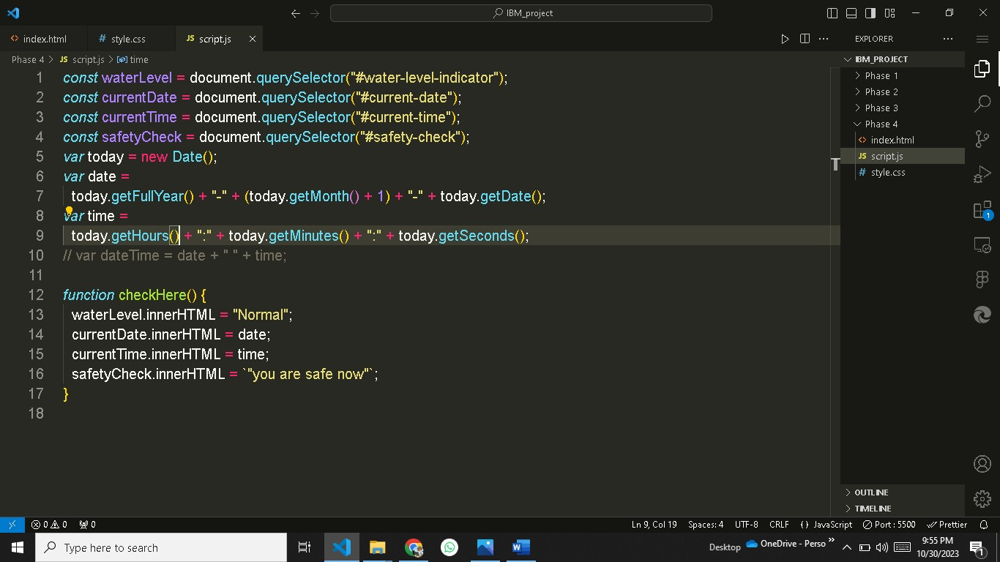 IBM_project
index.html
# style.css
JS script.js
EXPLORER
Phase 4 > JS script.js > time
IBM_PROJECT
Phase 1
Phase 2
Phase 3
Phase 4
index.html
JS script.js
# style.css
1 const waterLevel = document.querySelector("#water-level-indicator");
2 const currentDate = document.querySelector("#current-date");
3 const currentTime = document.querySelector("#current-time");
4 const safetyCheck = document.querySelector("#safety-check");
5 var today = new Date();
6 var date =
7 today.getFullYear() + "-" + (today.getMonth() + 1) + "-" + today.getDate();
8 var time =
9 today.getHours() + ":" + today.getMinutes() + ":" + today.getSeconds();
10 // var dateTime = date + " " + time;
11
12 function checkHere() {
13 waterLevel.innerHTML = "Normal";
14 currentDate.innerHTML = date;
15 currentTime.innerHTML = time;
16 safetyCheck.innerHTML = `"you are safe now"`;
17 }
18
1
OUTLINE
TIMELINE
0 0 0
Ln 9, Col 19 Spaces: 4 UTF-8 CRLF {} JavaScript Port : 5500 Prettier
Type here to search
Desktop
OneDrive - Perso
9:55 PM
10/30/2023
1